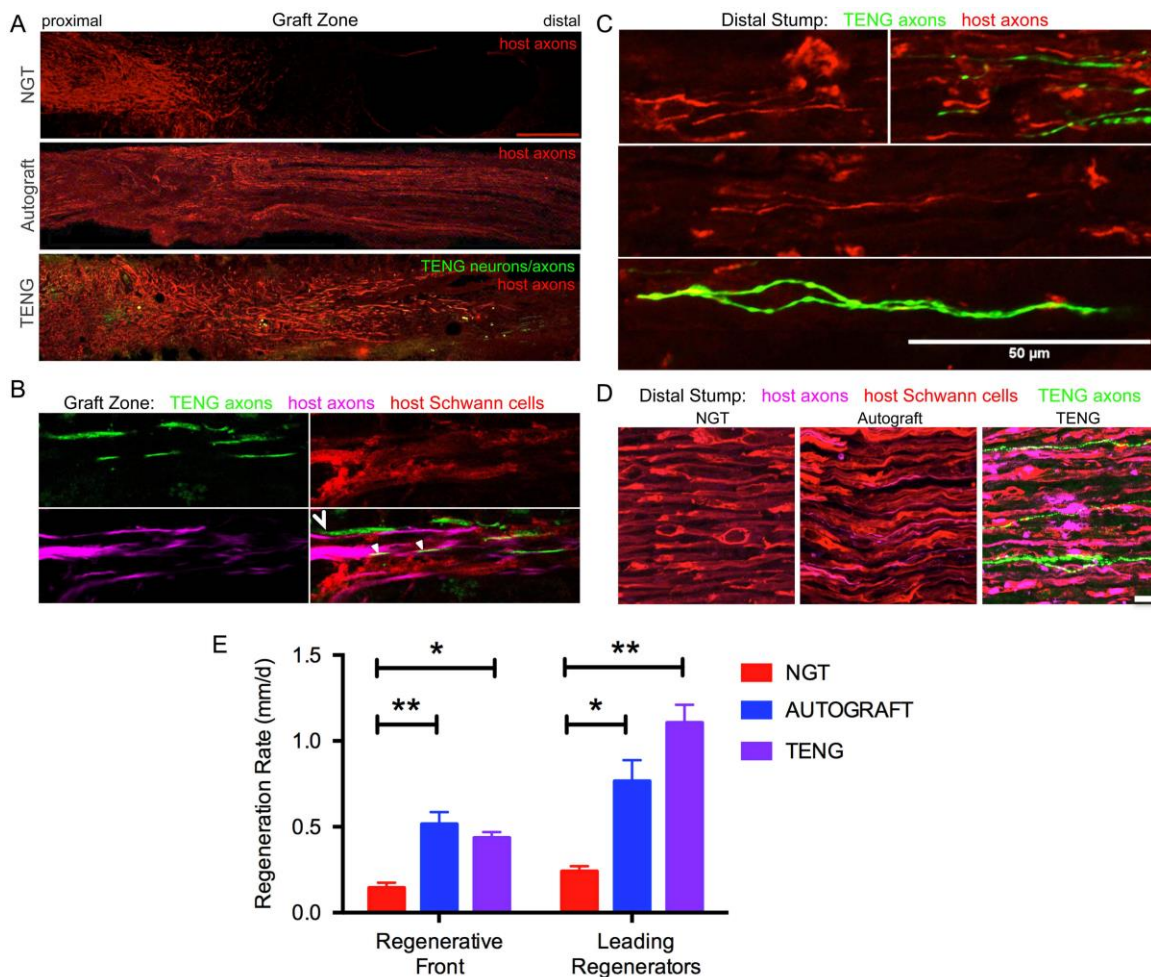 A
proximal Graft Zone distal
NGT
host axons
Autograft
host axons
TENG
TENG neurons/axons
host axons
B
Graft Zone: TENG axons host axons host Schwann cells
C
Distal Stump: TENG axons host axons
50 µm
D
Distal Stump: host axons host Schwann cells TENG axons
NGT Autograft TENG
E
Regeneration Rate (mm/d)
1.5
1.0
0.5
0.0
*
**
**
*
NGT
AUTOGRAFT
TENG
Regenerative
Front
Leading
Regenerators